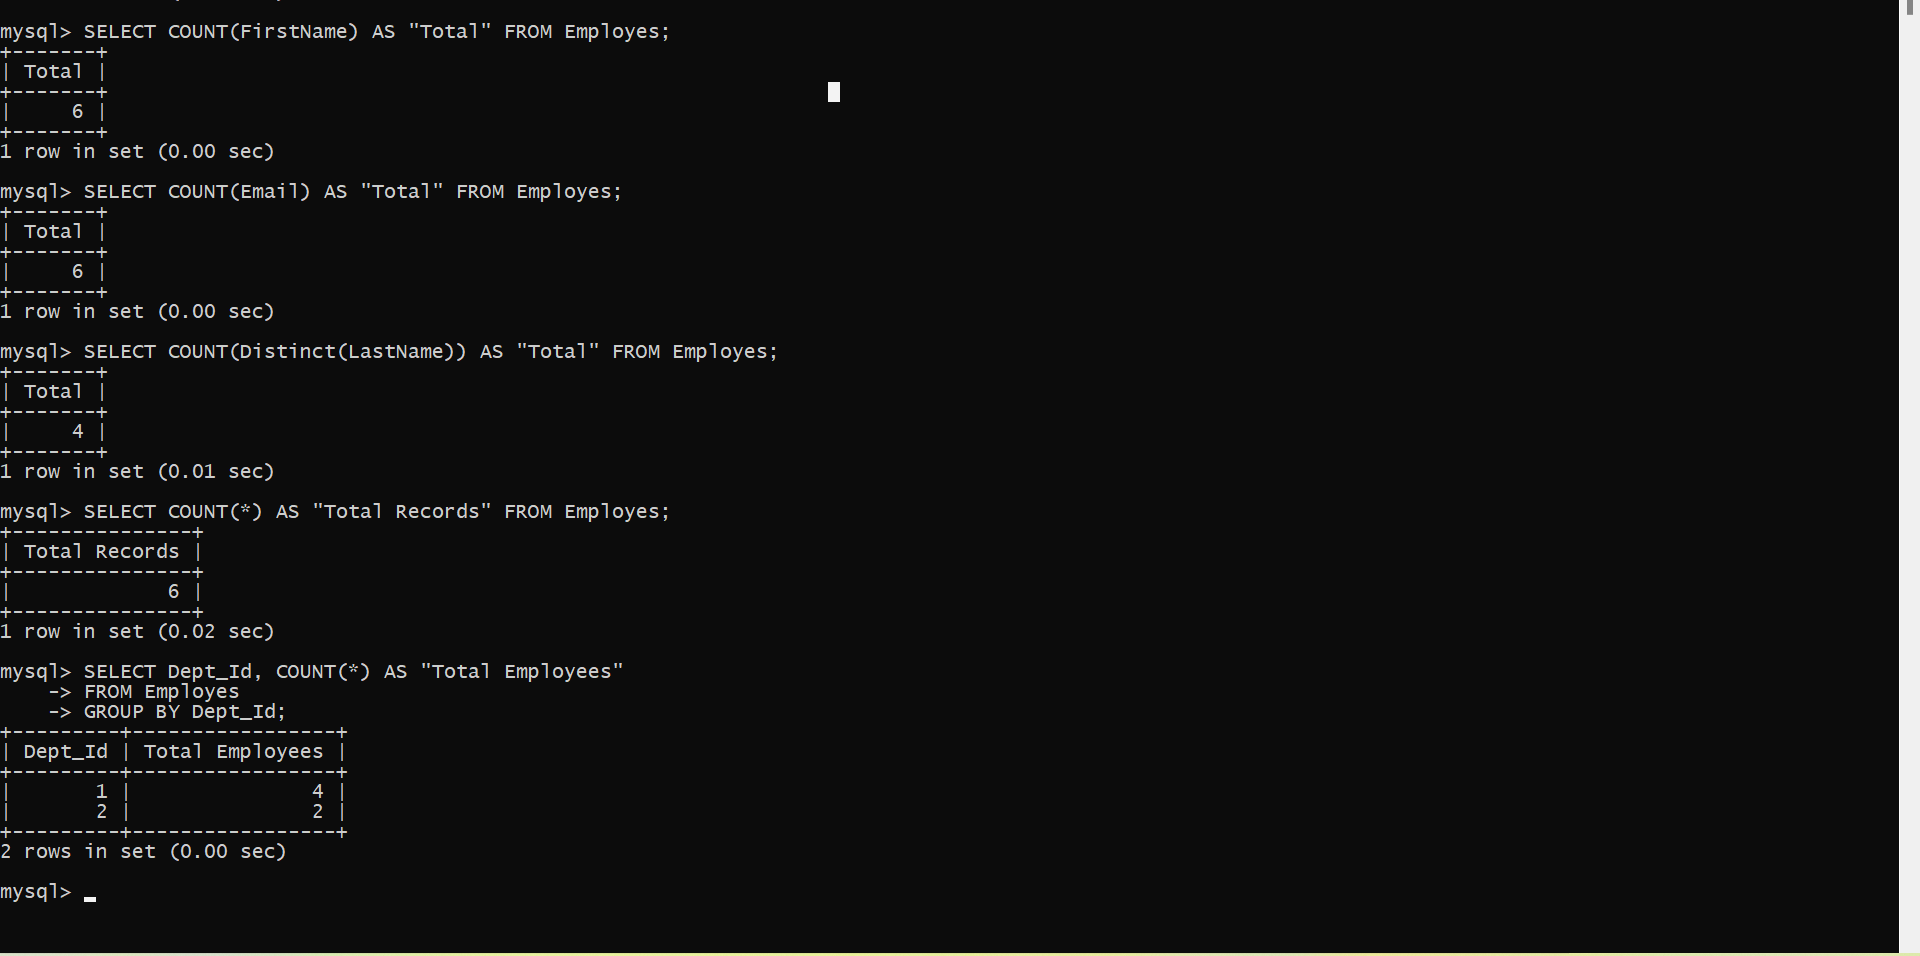 mysql> SELECT COUNT(FirstName) AS "Total" FROM Employes;
+-------+
| Total |
+-------+
|     6 |
+-------+
1 row in set (0.00 sec)

mysql> SELECT COUNT(Email) AS "Total" FROM Employes;
+-------+
| Total |
+-------+
|     6 |
+-------+
1 row in set (0.00 sec)

mysql> SELECT COUNT(Distinct(LastName)) AS "Total" FROM Employes;
+-------+
| Total |
+-------+
|     4 |
+-------+
1 row in set (0.01 sec)

mysql> SELECT COUNT(*) AS "Total Records" FROM Employes;
+---------------+
| Total Records |
+---------------+
|             6 |
+---------------+
1 row in set (0.02 sec)

mysql> SELECT Dept_Id, COUNT(*) AS "Total Employees"
    -> FROM Employes
    -> GROUP BY Dept_Id;
+---------+-----------------+
| Dept_Id | Total Employees |
+---------+-----------------+
|       1 |               4 |
|       2 |               2 |
+---------+-----------------+
2 rows in set (0.00 sec)

mysql>